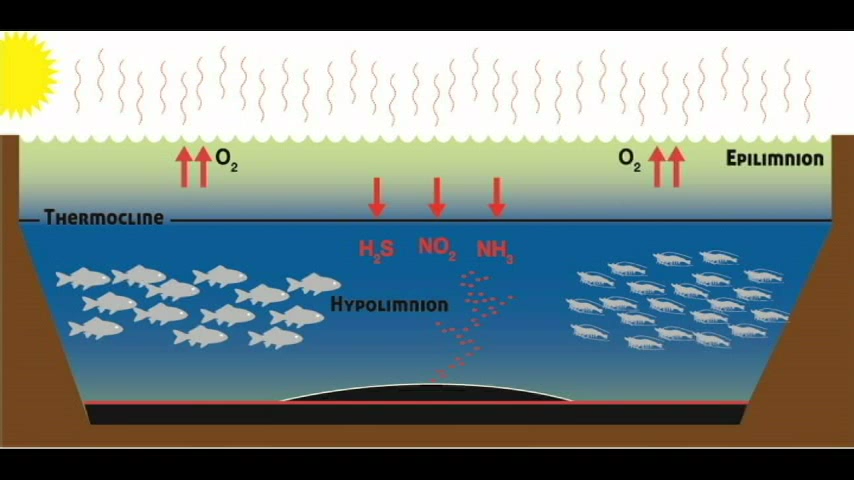 O2
O2
Epilimnion
Thermocline
H2S
NO2
NH3
Hypolimnion